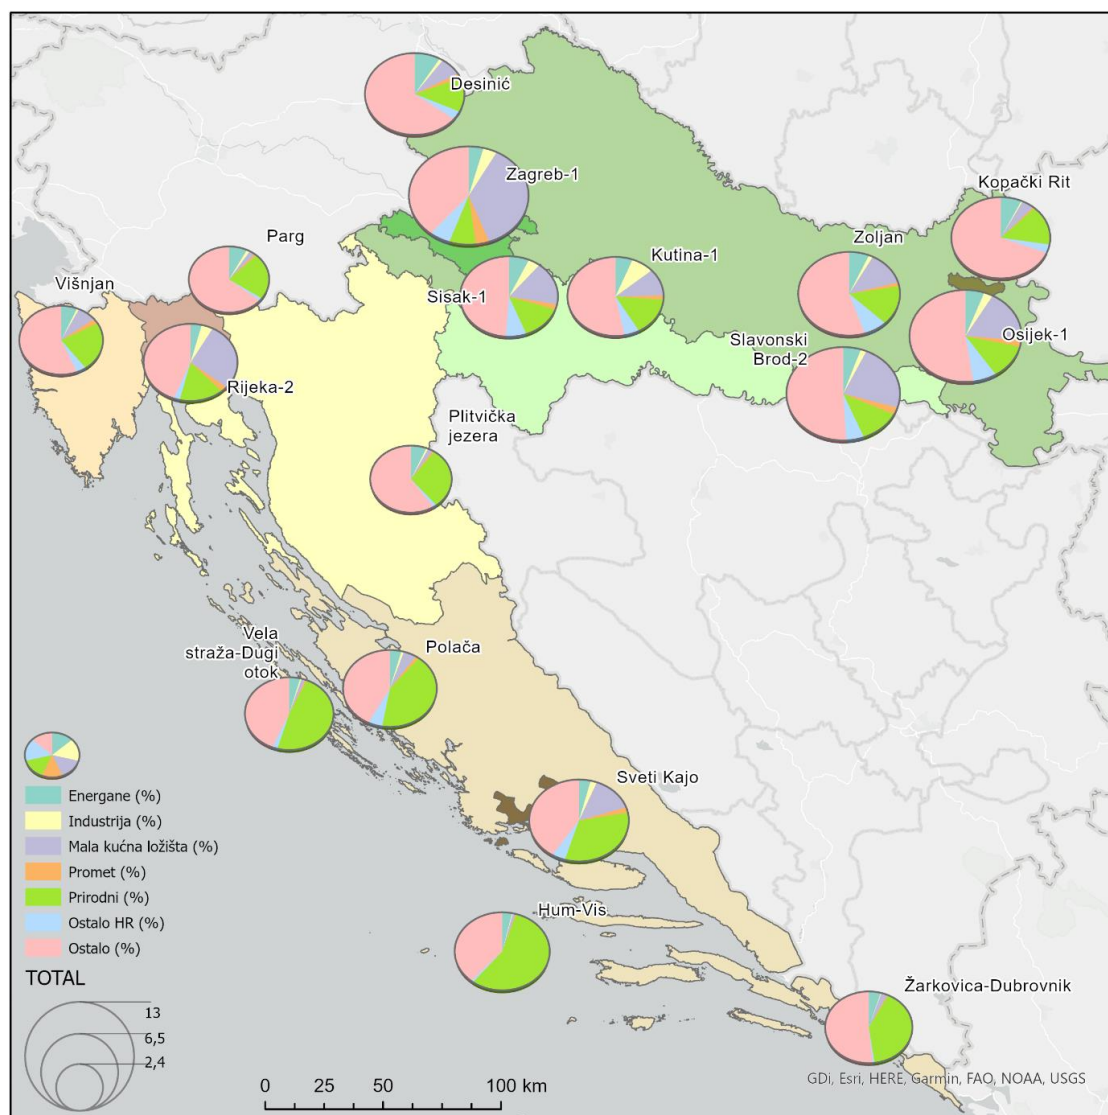 Desinić
Zagreb-1
Kopački Rit
Parg
Zoljan
Kutina-1
Višnjan
Sisak-1
Osijek-1
Slavonski
Brod-2
Rijeka-2
Plitvička
jezera
Vela
straža-Dugi
otok
Polača
Sveti Kajo
Hum-Vis
Žarkovica-Dubrovnik
Energane (%)
Industrija (%)
Mala kućna ložišta (%)
Promet (%)
Prirodni (%)
Ostalo HR (%)
Ostalo (%)
TOTAL
13
6,5
2,4
0 25 50 100 km
GDi, Esri, HERE, Garmin, FAO, NOAA, USGS